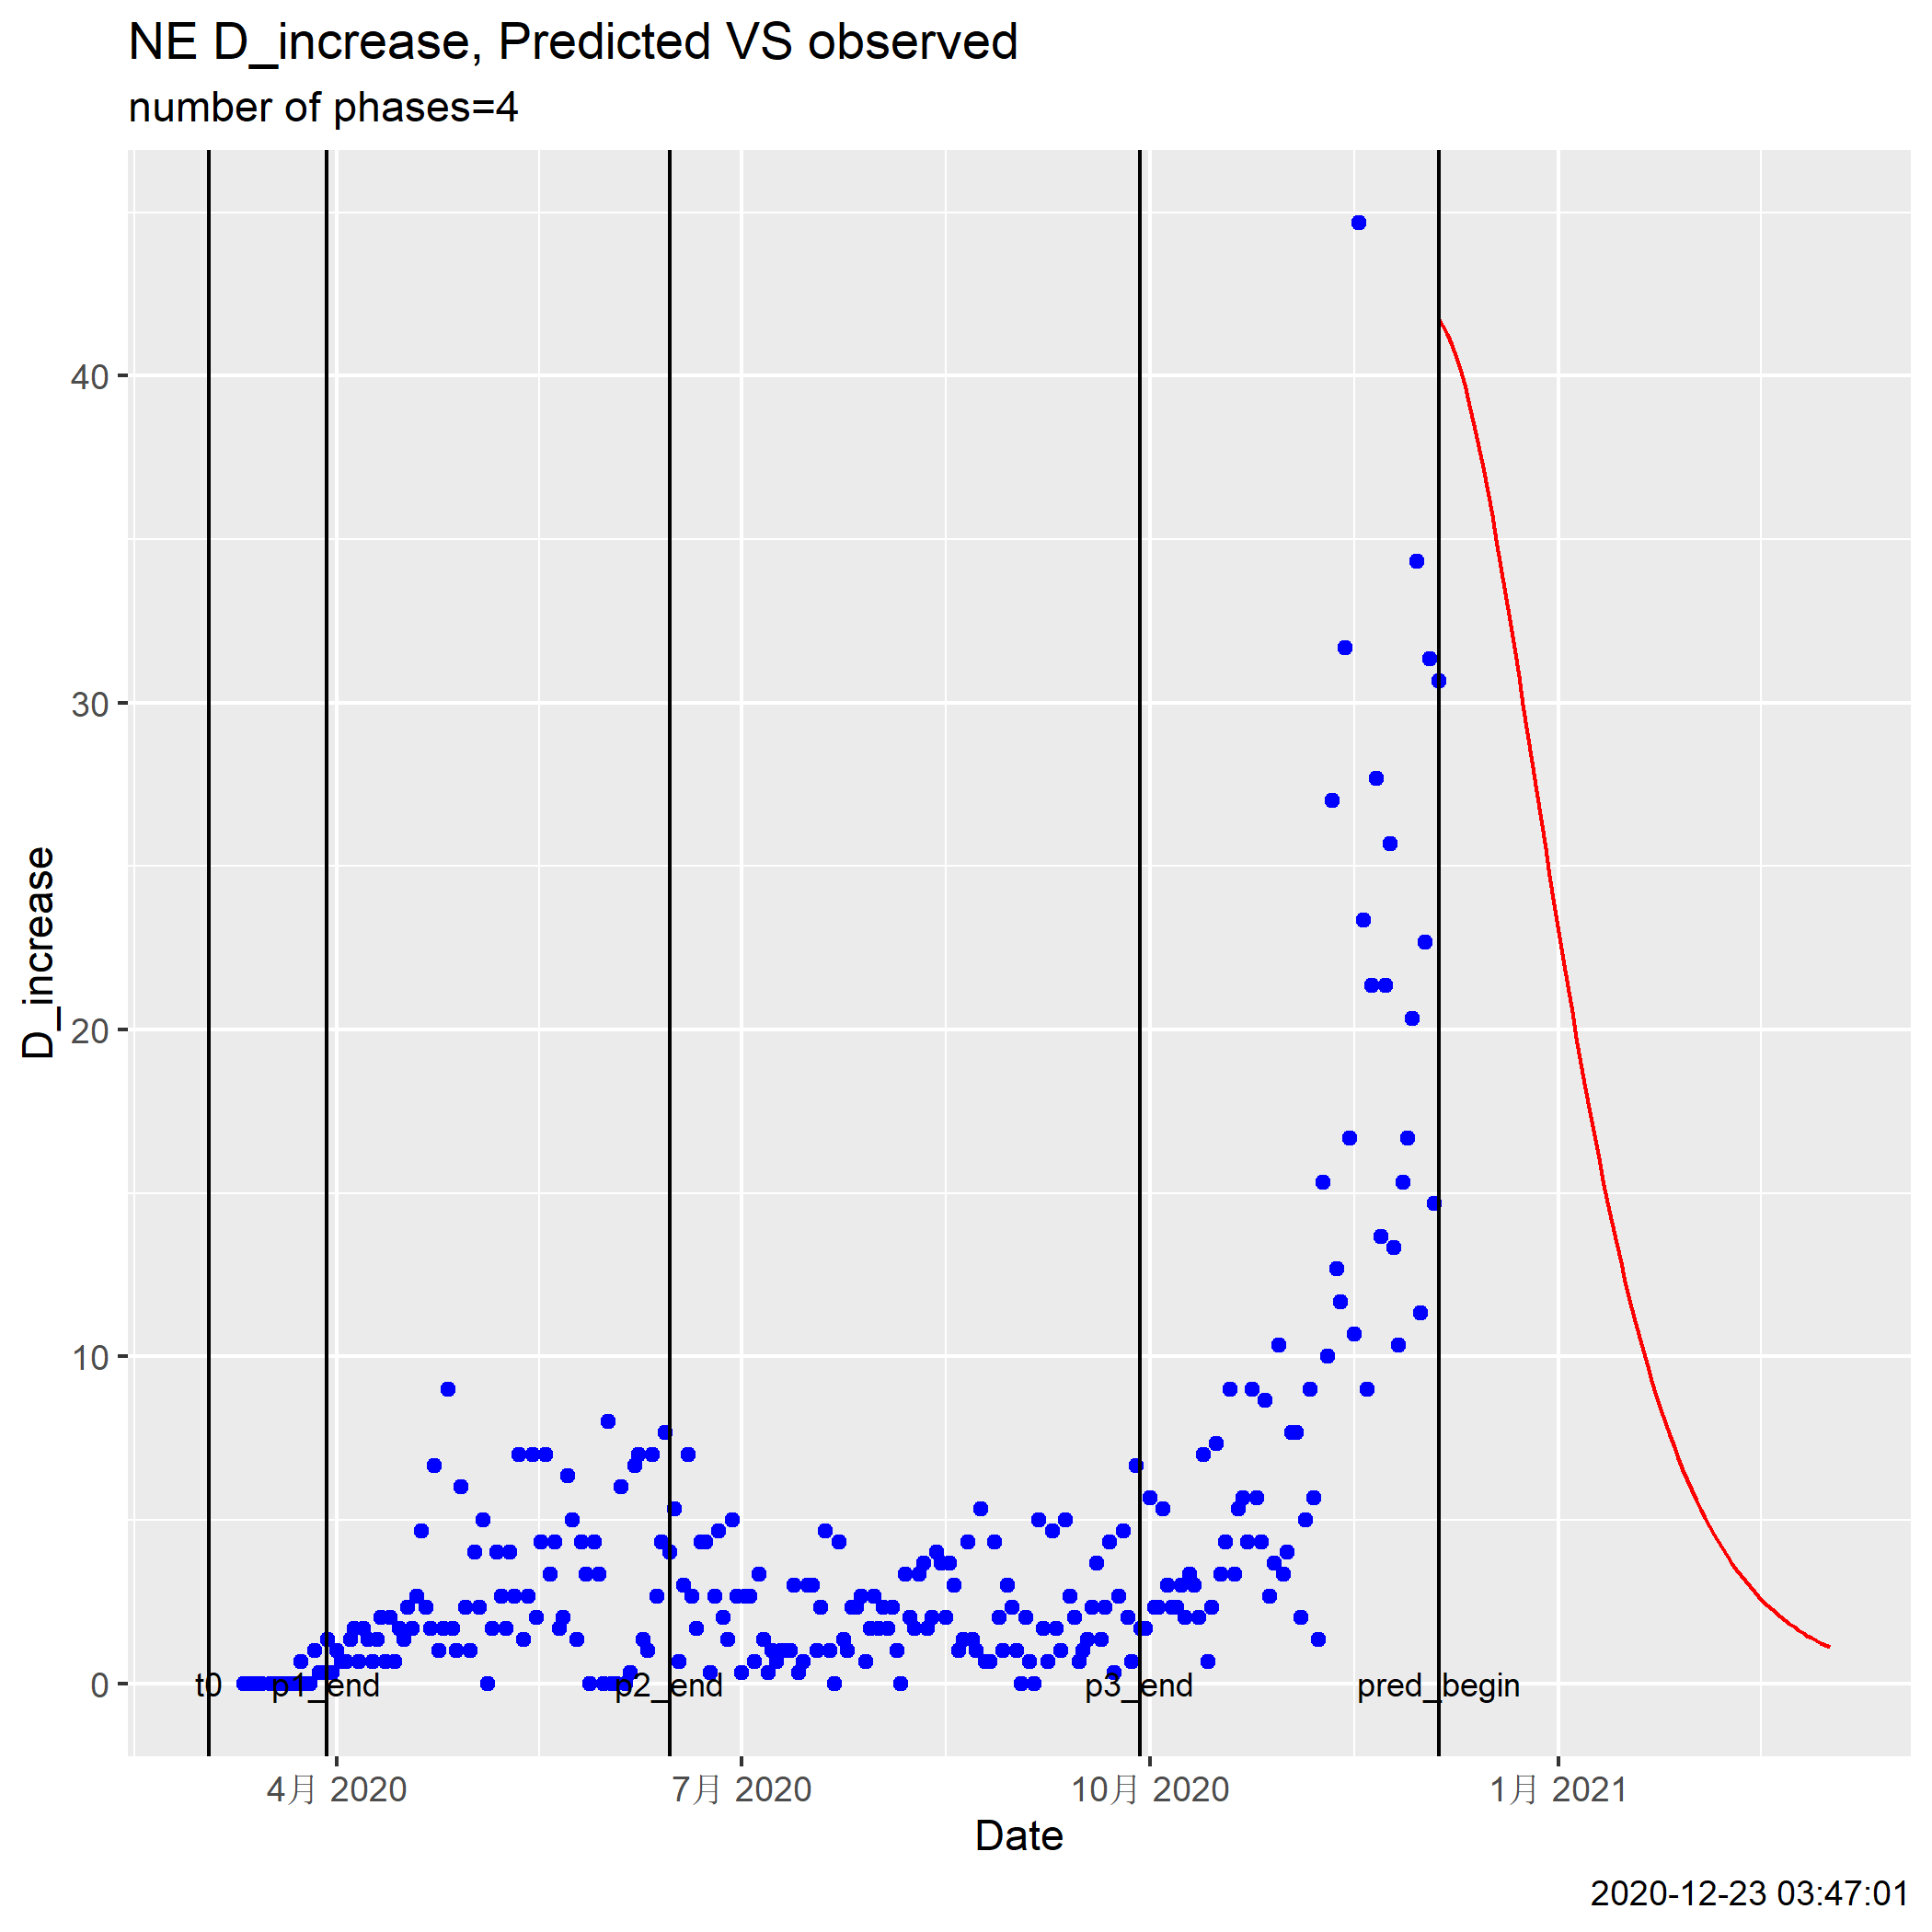 NE D_increase, Predicted VS observed
number of phases=4
D_increase
40
30
20
10
0
t0 p1_end p2_end p3_end pred_begin
4月 2020 7月 2020 10月 2020 1月 2021
Date
2020-12-23 03:47:01